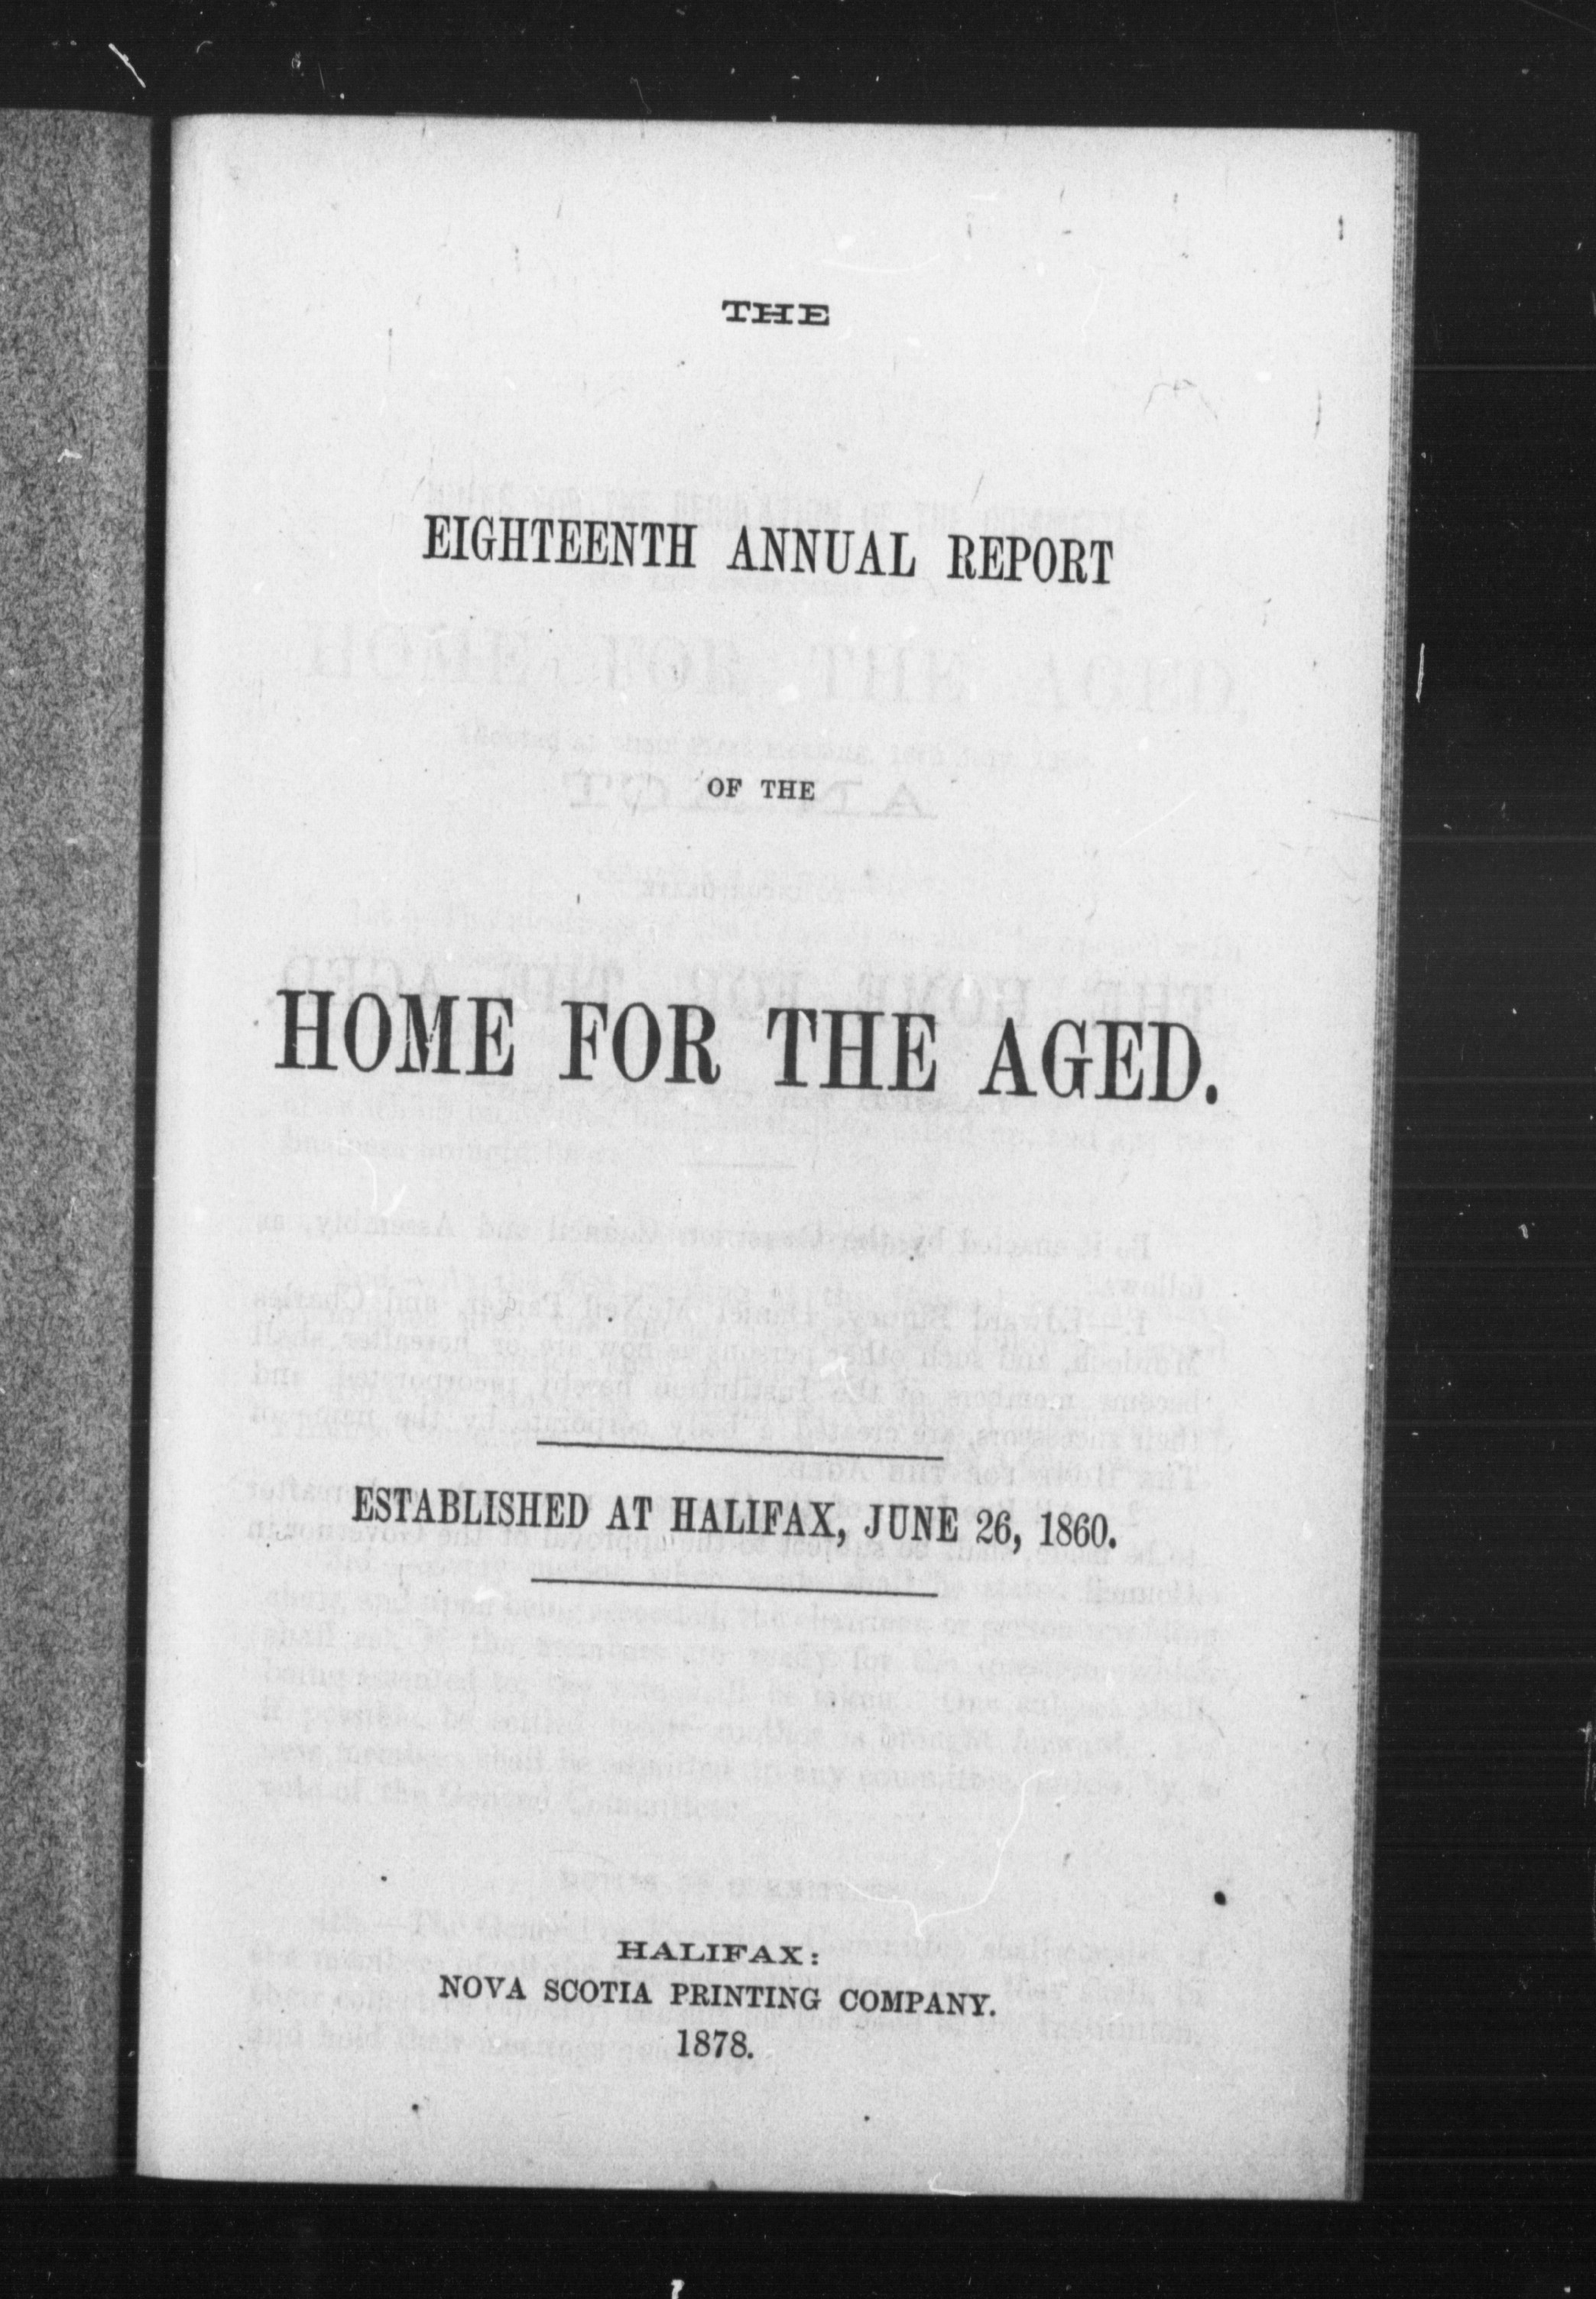 THE
EIGHTEENTH ANNUAL REPORT
OF THE
HOME FOR THE AGED.
ESTABLISHED AT HALIFAX, JUNE 26, 1860.
HALIFAX:
NOVA SCOTIA PRINTING COMPANY.
1878.